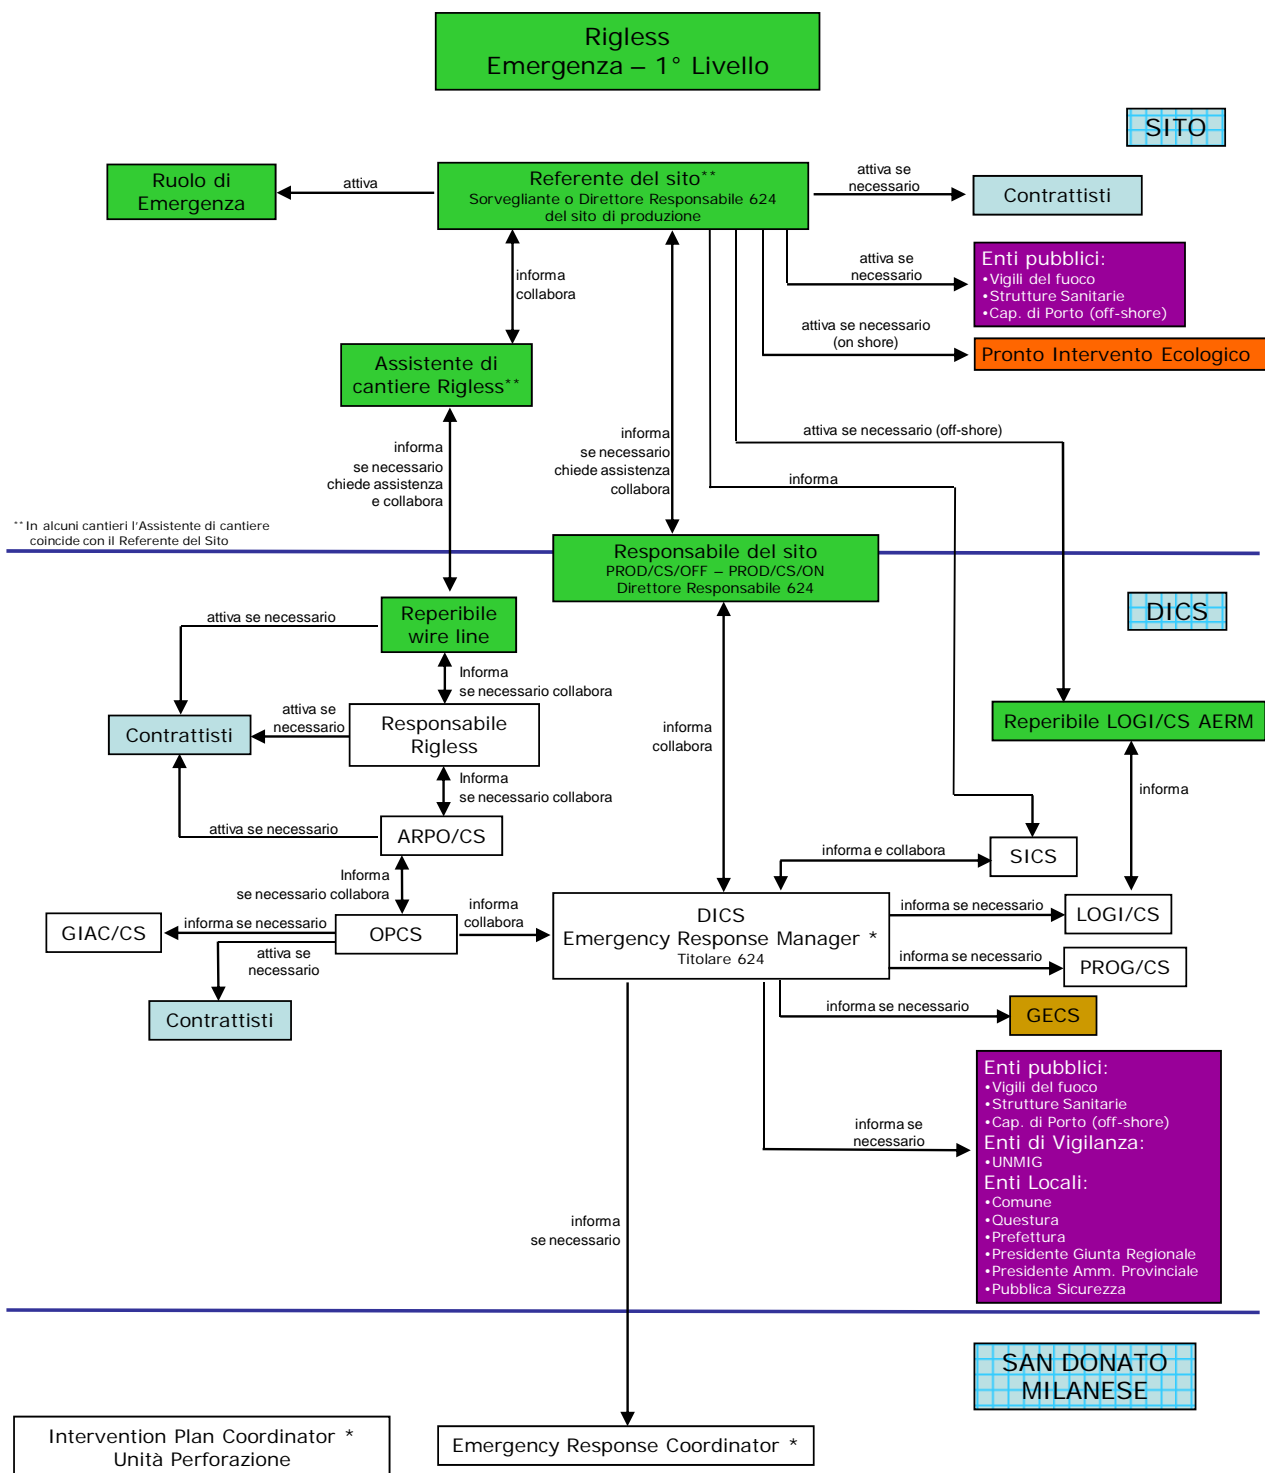 Rigless
Emergenza – 1° Livello
SITO
Ruolo di
Emergenza
attiva
Referente del sito**
Sorvegliante o Direttore Responsabile 624
del sito di produzione
attiva se
necessario
Contrattisti
informa
collabora
attiva se
necessario
Enti pubblici:
•Vigili del fuoco
•Strutture Sanitarie
•Cap. di Porto (off-shore)
attiva se necessario
(on shore)
Pronto Intervento Ecologico
Assistente di
cantiere Rigless**
informa
se necessario
chiede assistenza
e collabora
informa
se necessario
chiede assistenza
collabora
attiva se necessario (off-shore)
informa
**In alcuni cantieri l'Assistente di cantiere
coincide con il Referente del Sito
Responsabile del sito
PROD/CS/OFF – PROD/CS/ON
Direttore Responsabile 624
DICS
Reperibile
wire line
attiva se necessario
Informa
se necessario collabora
Contrattisti
attiva se
necessario
Responsabile
Rigless
informa
collabora
Reperibile LOGI/CS AERM
Informa
se necessario collabora
informa
attiva se necessario
ARPO/CS
informa e collabora
SICS
Informa
se necessario collabora
GIAC/CS
informa se necessario
OPCS
informa
collabora
DICS
Emergency Response Manager *
Titolare 624
informa se necessario
LOGI/CS
attiva se
necessario
informa se necessario
PROG/CS
Contrattisti
informa se necessario
GECS
informa se
necessario
Enti pubblici:
•Vigili del fuoco
•Strutture Sanitarie
•Cap. di Porto (off-shore)
Enti di Vigilanza:
•UNMIG
Enti Locali:
•Comune
•Questura
•Prefettura
•Presidente Giunta Regionale
•Presidente Amm. Provinciale
•Pubblica Sicurezza
informa
se necessario
SAN DONATO
MILANESE
Intervention Plan Coordinator *
Unità Perforazione
Emergency Response Coordinator *